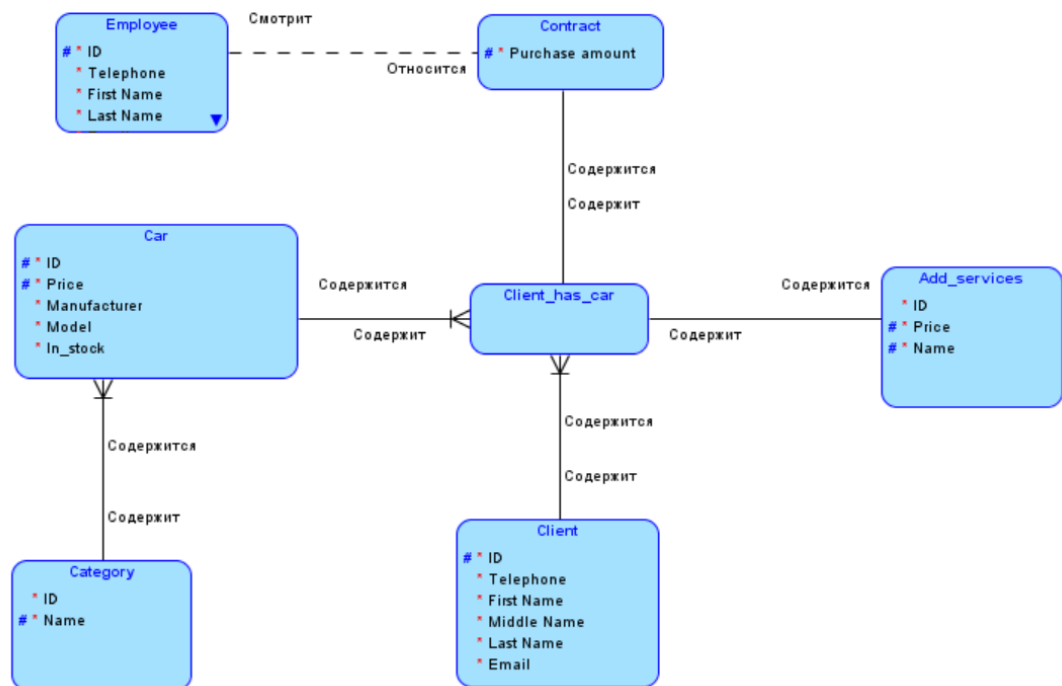 Employee
# * ID
* Telephone
* First Name
* Last Name
Смотрит
Относится
Contract
# * Purchase amount
Содержится
Содержит
Car
# * ID
# * Price
* Manufacturer
* Model
* In_stock
Содержится
Содержит
Client_has_car
Содержится
Содержит
Add_services
* ID
# * Price
# * Name
Содержится
Содержит
Category
* ID
# * Name
Содержится
Содержит
Client
# * ID
* Telephone
* First Name
* Middle Name
* Last Name
* Email